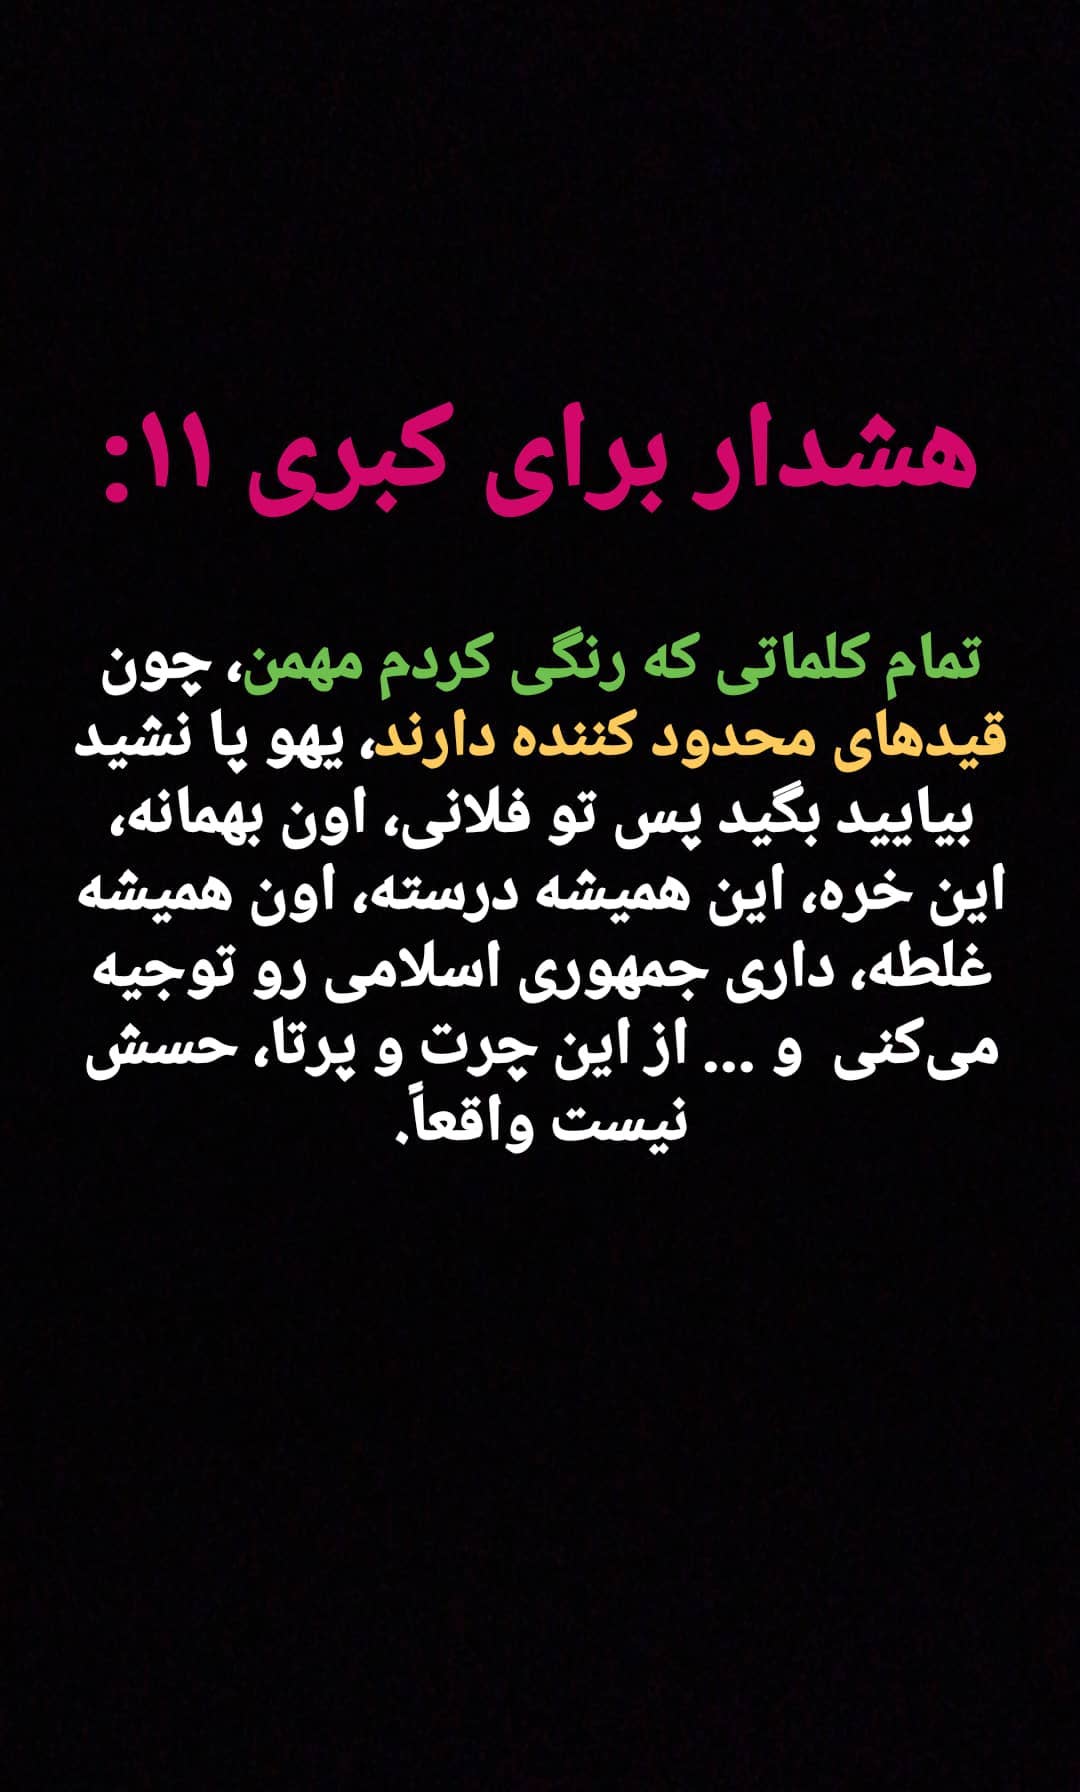 هشدار برای کبری ۱۱:
تمام کلماتی که رنگی کردم مهمن، چون
قیدهای محدود کننده دارند، یهو پا نشید
بیایید بگید پس تو فلانی، اون بهمانه،
این خره، این همیشه درسته، اون همیشه
غلطه، داری جمهوری اسلامی رو توجیه
می‌کنی و ... از این چرت و پرتا، حسش
نیست واقعاً.